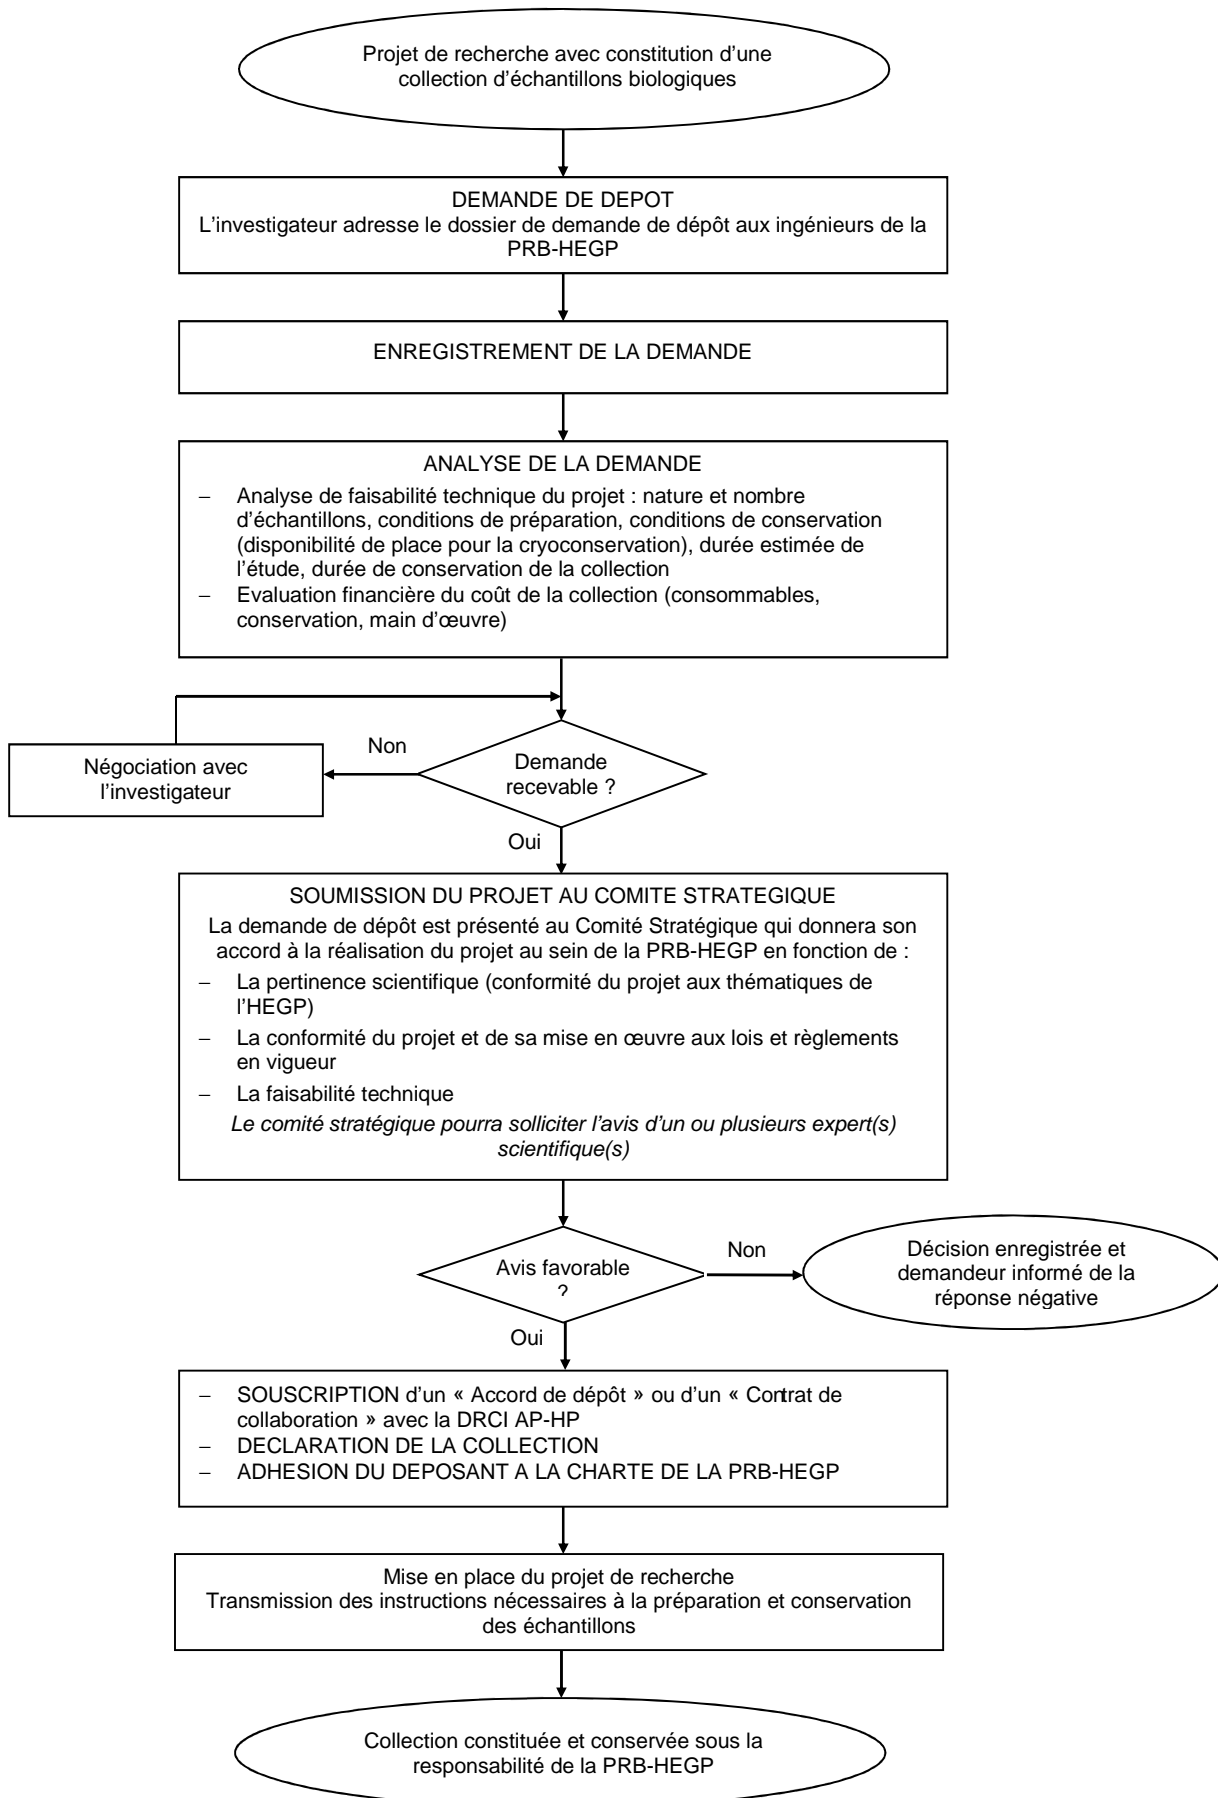 Projet de recherche avec constitution d'une
collection d'échantillons biologiques
DEMANDE DE DEPOT
L'investigateur adresse le dossier de demande de dépôt aux ingénieurs de la
PRB-HEGP
ENREGISTREMENT DE LA DEMANDE
ANALYSE DE LA DEMANDE
– Analyse de faisabilité technique du projet : nature et nombre
d'échantillons, conditions de préparation, conditions de conservation
(disponibilité de place pour la cryoconservation), durée estimée de
l'étude, durée de conservation de la collection
– Evaluation financière du coût de la collection (consommables,
conservation, main d'œuvre)
Négociation avec
l'investigateur
Non
Demande
recevable ?
Oui
SOUMISSION DU PROJET AU COMITE STRATEGIQUE
La demande de dépôt est présenté au Comité Stratégique qui donnera son
accord à la réalisation du projet au sein de la PRB-HEGP en fonction de :
– La pertinence scientifique (conformité du projet aux thématiques de
l'HEGP)
– La conformité du projet et de sa mise en œuvre aux lois et règlements
en vigueur
– La faisabilité technique
Le comité stratégique pourra solliciter l'avis d'un ou plusieurs expert(s)
scientifique(s)
Avis favorable
?
Non
Décision enregistrée et
demandeur informé de la
réponse négative
Oui
– SOUSCRIPTION d'un « Accord de dépôt » ou d'un « Contrat de
collaboration » avec la DRCI AP-HP
– DECLARATION DE LA COLLECTION
– ADHESION DU DEPOSANT A LA CHARTE DE LA PRB-HEGP
Mise en place du projet de recherche
Transmission des instructions nécessaires à la préparation et conservation
des échantillons
Collection constituée et conservée sous la
responsabilité de la PRB-HEGP